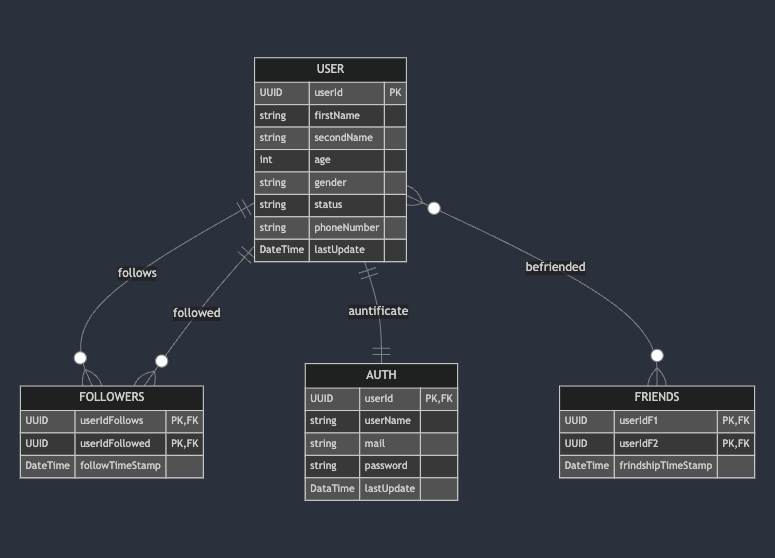 USER
UUID userId PK
string firstName
string secondName
int age
string gender
string status
string phoneNumber
DateTime lastUpdate
follows
followed
auntificate
befriended
FOLLOWERS
UUID userIdFollows PK,FK
UUID userIdFollowed PK,FK
DateTime followTimeStamp
AUTH
UUID userId PK,FK
string userName
string mail
string password
DataTime lastUpdate
FRIENDS
UUID userIdF1 PK,FK
UUID userIdF2 PK,FK
DateTime frindshipTimeStamp